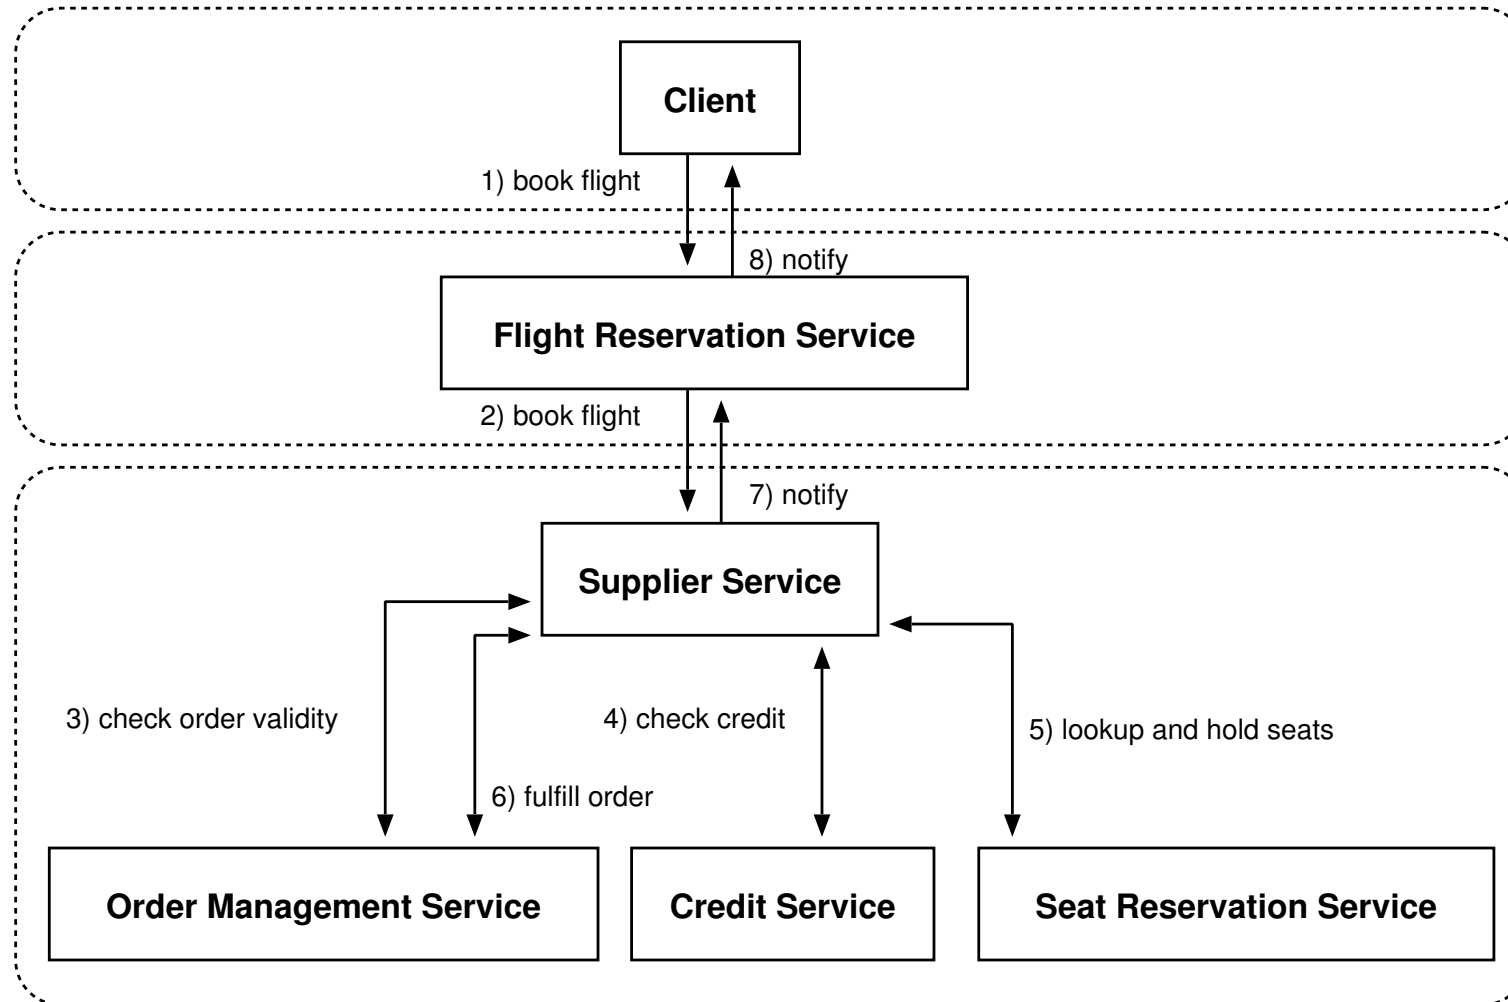 Client
1) book flight
8) notify
Flight Reservation Service
2) book flight
7) notify
Supplier Service
3) check order validity
4) check credit
5) lookup and hold seats
6) fulfill order
Order Management Service
Credit Service
Seat Reservation Service